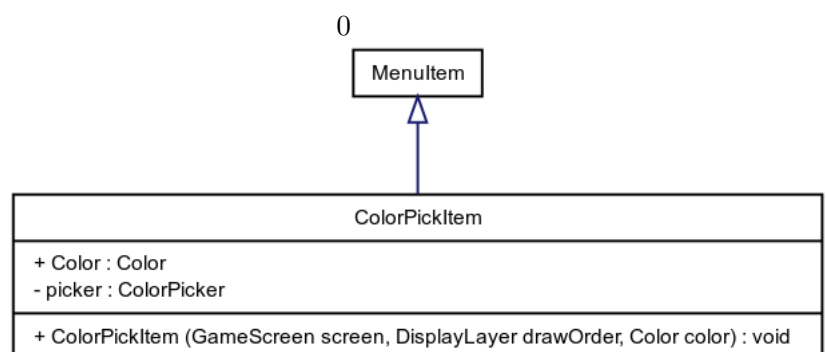 0
MenuItem
ColorPickItem
+ Color : Color
- picker : ColorPicker
+ ColorPickItem (GameScreen screen, DisplayLayer drawOrder, Color color) : void